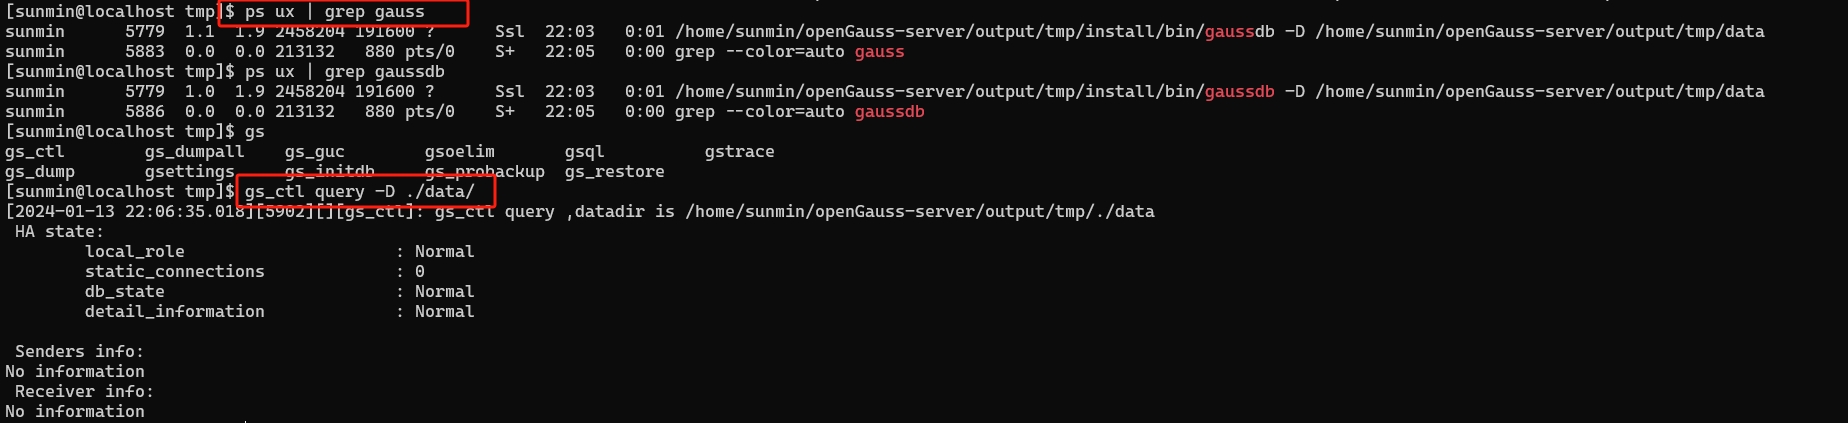 [sunmin@localhost tmp]$ ps ux | grep gauss
sunmin      5779  1.1  1.9 2458204 191600 ?      Ssl  22:03   0:01 /home/sunmin/openGauss-server/output/tmp/install/bin/gaussdb -D /home/sunmin/openGauss-server/output/tmp/data
sunmin      5883  0.0  0.0 213132   880 pts/0    S+   22:05   0:00 grep --color=auto gauss
[sunmin@localhost tmp]$ ps ux | grep gaussdb
sunmin      5779  1.0  1.9 2458204 191600 ?      Ssl  22:03   0:01 /home/sunmin/openGauss-server/output/tmp/install/bin/gaussdb -D /home/sunmin/openGauss-server/output/tmp/data
sunmin      5886  0.0  0.0 213132   880 pts/0    S+   22:05   0:00 grep --color=auto gaussdb
[sunmin@localhost tmp]$ gs
gs_ctl        gs_dumpall    gs_guc        gsoelim       gsql          gstrace
gs_dump       gsettings     gs_initdb     gs_probackup  gs_restore
[sunmin@localhost tmp]$ gs_ctl query -D ./data/
[2024-01-13 22:06:35.018][5902][][gs_ctl]: gs_ctl query ,datadir is /home/sunmin/openGauss-server/output/tmp/./data
 HA state:
        local_role                     : Normal
        static_connections             : 0
        db_state                       : Normal
        detail_information             : Normal

 Senders info:
No information
 Receiver info:
No information